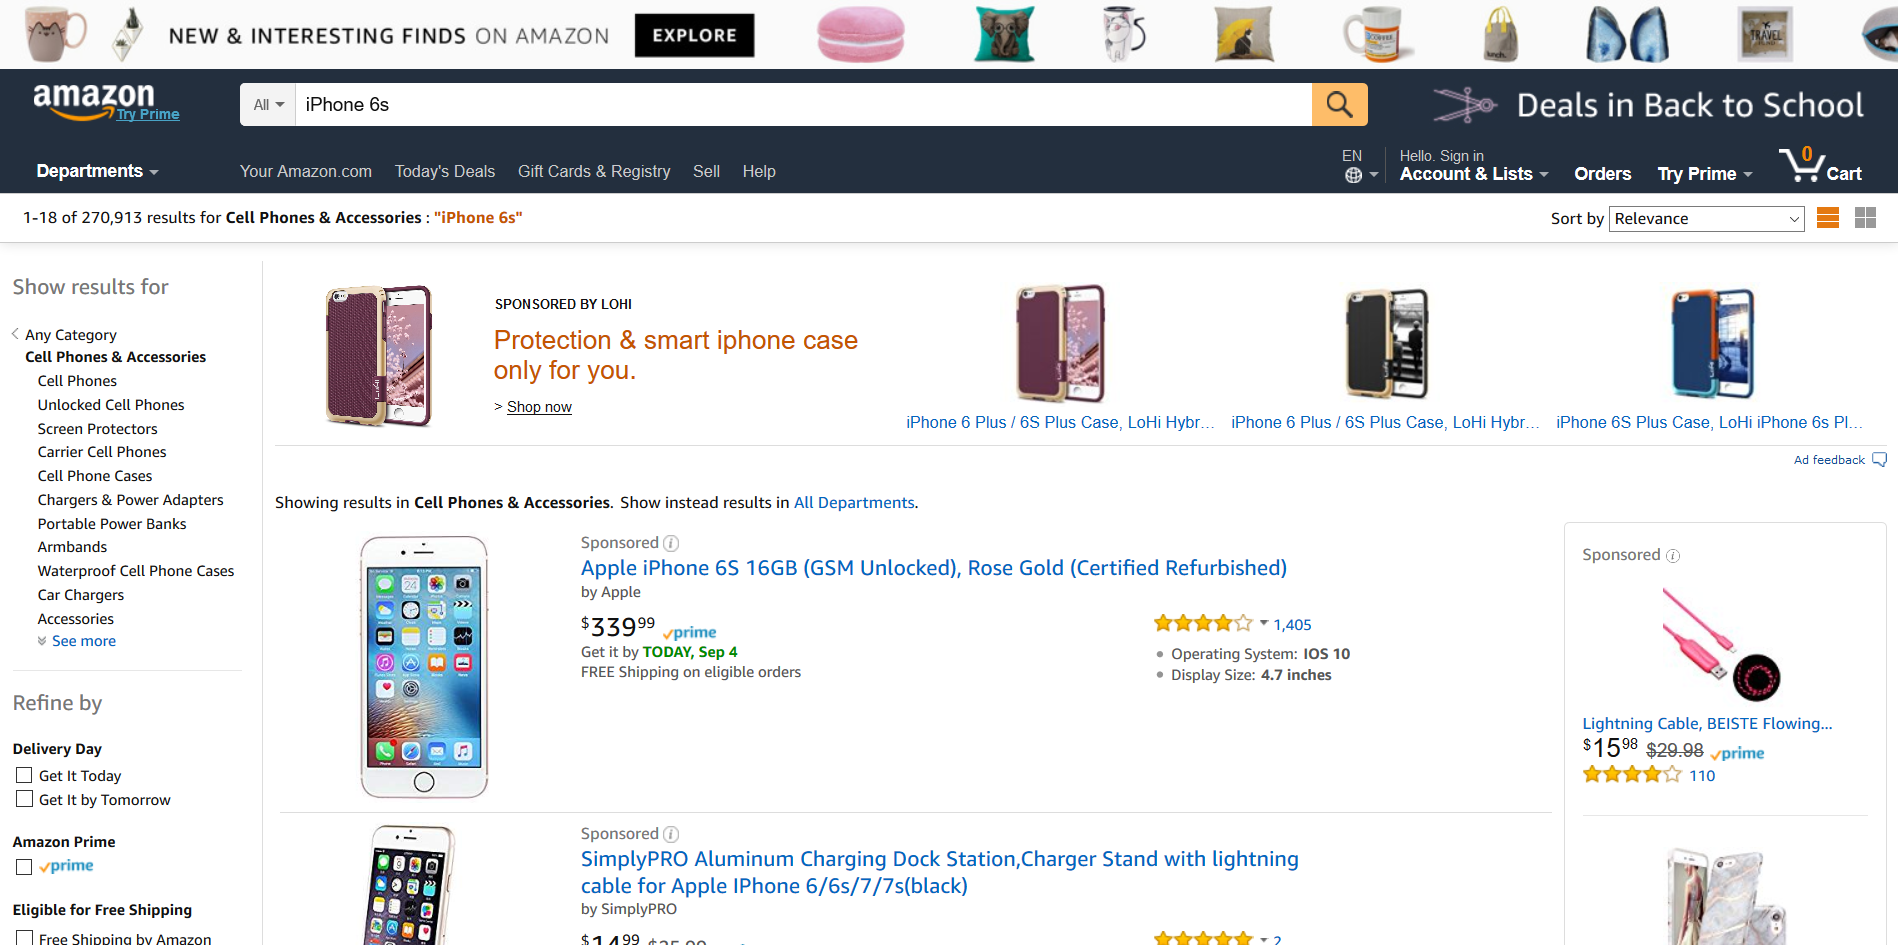 NEW & INTERESTING FINDS ON AMAZON
EXPLORE
COFFEE
lunch.
TRAVEL
amazon
Try Prime
All
iPhone 6s
Deals in Back to School
Departments
Your Amazon.com
Today's Deals
Gift Cards & Registry
Sell
Help
EN
Hello. Sign in
Account & Lists
Orders
Try Prime
0
Cart
1-18 of 270,913 results for Cell Phones & Accessories : "iPhone 6s"
Sort by
Relevance
Show results for
Any Category
Cell Phones & Accessories
Cell Phones
Unlocked Cell Phones
Screen Protectors
Carrier Cell Phones
Cell Phone Cases
Chargers & Power Adapters
Portable Power Banks
Armbands
Waterproof Cell Phone Cases
Car Chargers
Accessories
See more
Refine by
Delivery Day
Get It Today
Get It by Tomorrow
Amazon Prime
prime
Eligible for Free Shipping
Free Shipping by Amazon
SPONSORED BY LOHI
Protection & smart iphone case
only for you.
> Shop now
iPhone 6 Plus / 6S Plus Case, LoHi Hybr...
iPhone 6 Plus / 6S Plus Case, LoHi Hybr...
iPhone 6S Plus Case, LoHi iPhone 6s Pl...
Ad feedback
Showing results in Cell Phones & Accessories. Show instead results in All Departments.
Sponsored
Apple iPhone 6S 16GB (GSM Unlocked), Rose Gold (Certified Refurbished)
by Apple
$339 99 prime
Get it by TODAY, Sep 4
FREE Shipping on eligible orders
1,405
Operating System: IOS 10
Display Size: 4.7 inches
Sponsored
SimplyPRO Aluminum Charging Dock Station,Charger Stand with lightning
cable for Apple IPhone 6/6s/7/7s(black)
by SimplyPRO
$14 99
2
Sponsored
Lightning Cable, BEISTE Flowing...
$15 98 $29.98 prime
110